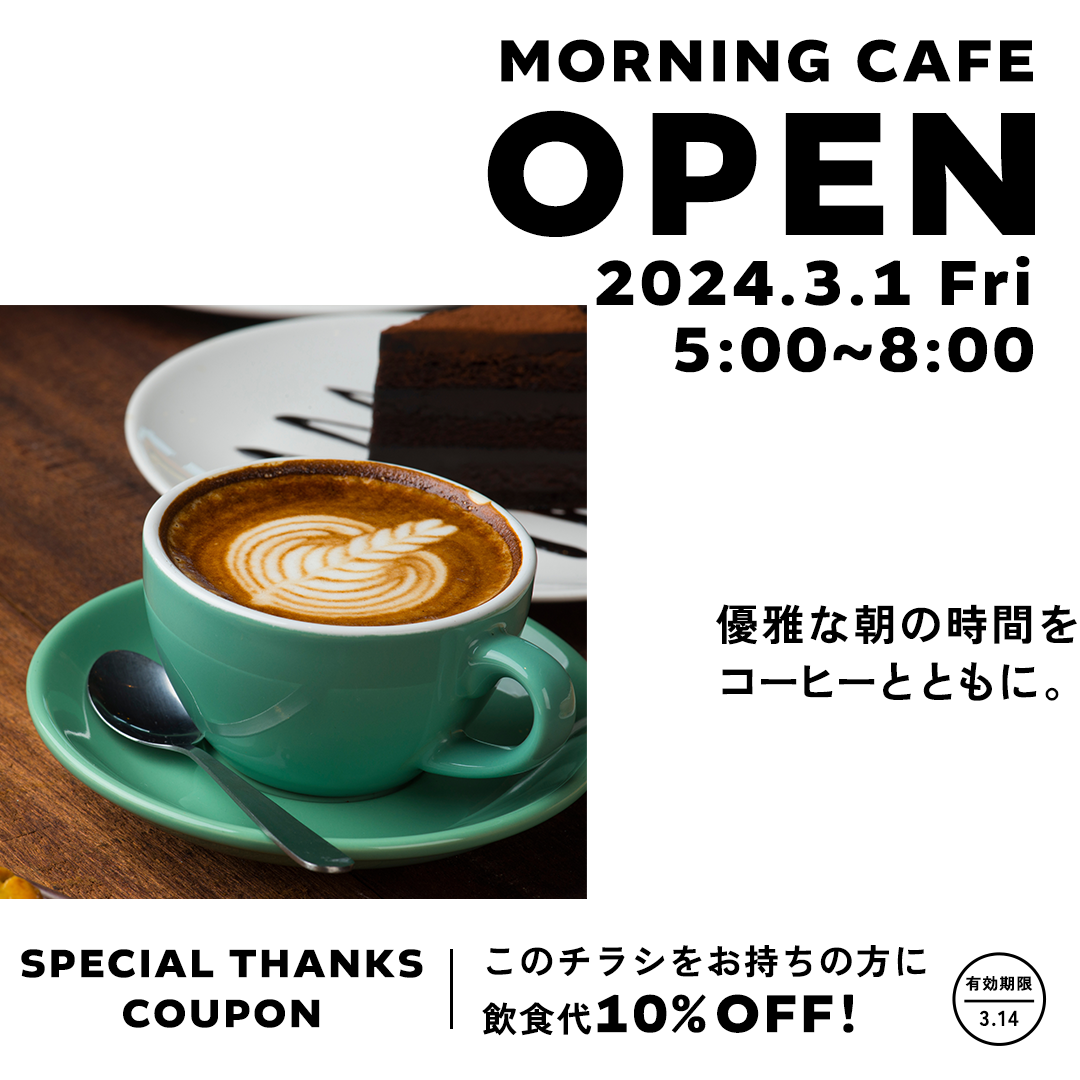 MORNING CAFE
OPEN
2024.3.1 Fri
5:00~8:00
優雅な朝の時間を
コーヒーとともに。
SPECIAL THANKS
COUPON
このチラシをお持ちの方に
飲食代10%OFF!
有効期限
3.14